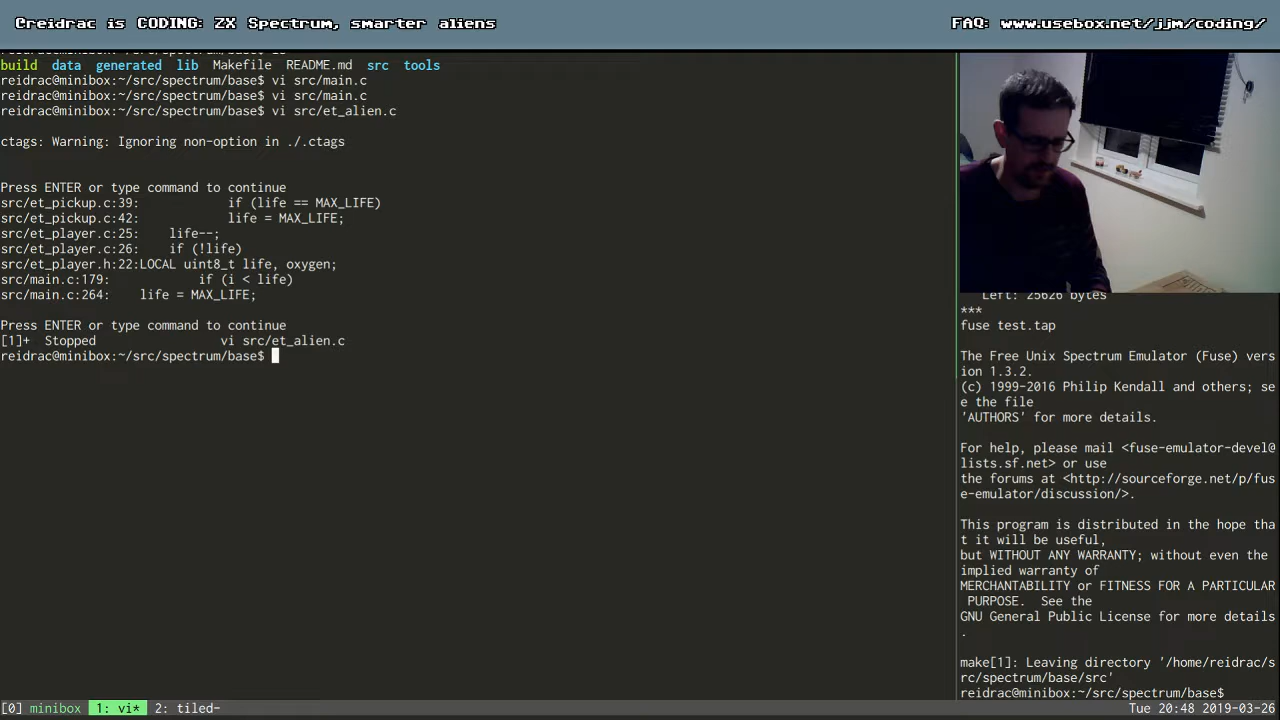 Creidrac is CODING: ZX Spectrum, smarter aliens
FAQ: www.usebox.net/jjm/coding/
build  data  generated  lib  Makefile  README.md  src  tools
reidrac@minibox:~/src/spectrum/base$ vi src/main.c
reidrac@minibox:~/src/spectrum/base$ vi src/main.c
reidrac@minibox:~/src/spectrum/base$ vi src/et_alien.c
ctags: Warning: Ignoring non-option in ./.ctags
Press ENTER or type command to continue
src/et_pickup.c:39:            if (life == MAX_LIFE)
src/et_pickup.c:42:            life = MAX_LIFE;
src/et_player.c:25:    life--;
src/et_player.c:26:    if (!life)
src/et_player.h:22:LOCAL uint8_t life, oxygen;
src/main.c:179:            if (i < life)
src/main.c:264:    life = MAX_LIFE;
Press ENTER or type command to continue
[1]+  Stopped                 vi src/et_alien.c
reidrac@minibox:~/src/spectrum/base$
Left: 25626 bytes
***
fuse test.tap
The Free Unix Spectrum Emulator (Fuse) vers
ion 1.3.2.
(c) 1999-2016 Philip Kendall and others; se
e the file
'AUTHORS' for more details.
For help, please mail <fuse-emulator-devel@
lists.sf.net> or use
the forums at <http://sourceforge.net/p/fus
e-emulator/discussion/>.
This program is distributed in the hope tha
t it will be useful,
but WITHOUT ANY WARRANTY; without even the
implied warranty of
MERCHANTABILITY or FITNESS FOR A PARTICULAR
 PURPOSE.  See the
GNU General Public License for more details
.
make[1]: Leaving directory '/home/reidrac/s
rc/spectrum/base/src'
reidrac@minibox:~/src/spectrum/base$
[0] minibox  1: vi*  2: tiled-
Tue 20:48 2019-03-26